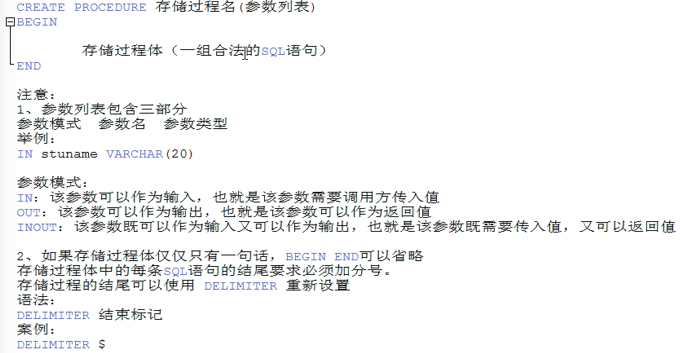 CREATE PROCEDURE 存储过程名(参数列表)
BEGIN
存储过程体（一组合法的SQL语句）
END
注意：
1、参数列表包含三部分
参数模式  参数名  参数类型
举例：
IN stuname VARCHAR(20)
参数模式：
IN：该参数可以作为输入，也就是该参数需要调用方传入值
OUT：该参数可以作为输出，也就是该参数可以作为返回值
INOUT：该参数既可以作为输入又可以作为输出，也就是该参数既需要传入值，又可以返回值
2、如果存储过程体仅仅只有一句话，BEGIN END可以省略
存储过程体中的每条SQL语句的结尾要求必须加分号。
存储过程的结尾可以使用 DELIMITER 重新设置
语法：
DELIMITER 结束标记
案例：
DELIMITER $